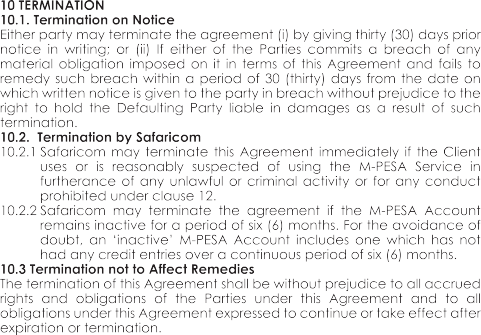 10 TERMINATION
10.1. Termination on Notice
Either party may terminate the agreement (i) by giving thirty (30) days prior
notice in writing; or (ii) If either of the Parties commits a breach of any
material obligation imposed on it in terms of this Agreement and fails to
remedy such breach within a period of 30 (thirty) days from the date on
which written notice is given to the party in breach without prejudice to the
right to hold the Defaulting Party liable in damages as a result of such
termination.
10.2.  Termination by Safaricom
10.2.1 Safaricom may terminate this Agreement immediately if the Client
uses or is reasonably suspected of using the M-PESA Service in
furtherance of any unlawful or criminal activity or for any conduct
prohibited under clause 12.
10.2.2 Safaricom may terminate the agreement if the M-PESA Account
remains inactive for a period of six (6) months. For the avoidance of
doubt, an 'inactive' M-PESA Account includes one which has not
had any credit entries over a continuous period of six (6) months.
10.3 Termination not to Affect Remedies
The termination of this Agreement shall be without prejudice to all accrued
rights and obligations of the Parties under this Agreement and to all
obligations under this Agreement expressed to continue or take effect after
expiration or termination.